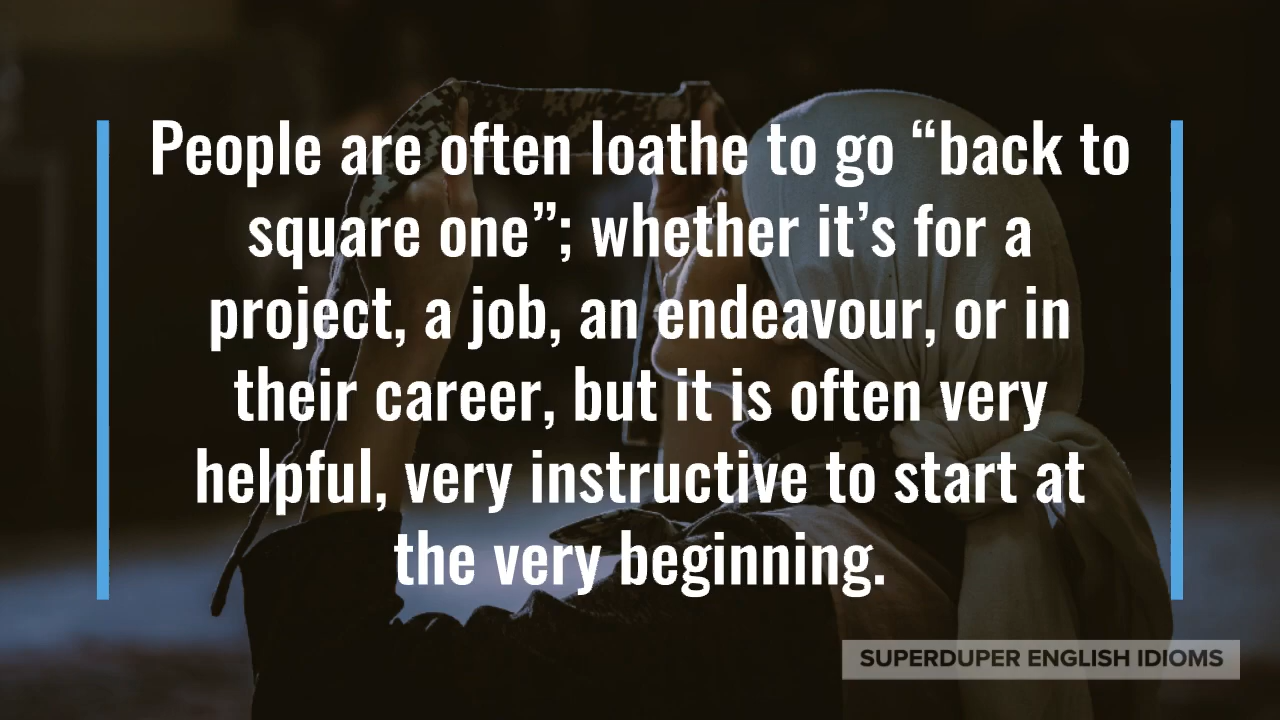 People are often loathe to go “back to
square one”; whether it’s for a
project, a job, an endeavour, or in
their career, but it is often very
helpful, very instructive to start at
the very beginning.
SUPERDUPER ENGLISH IDIOMS